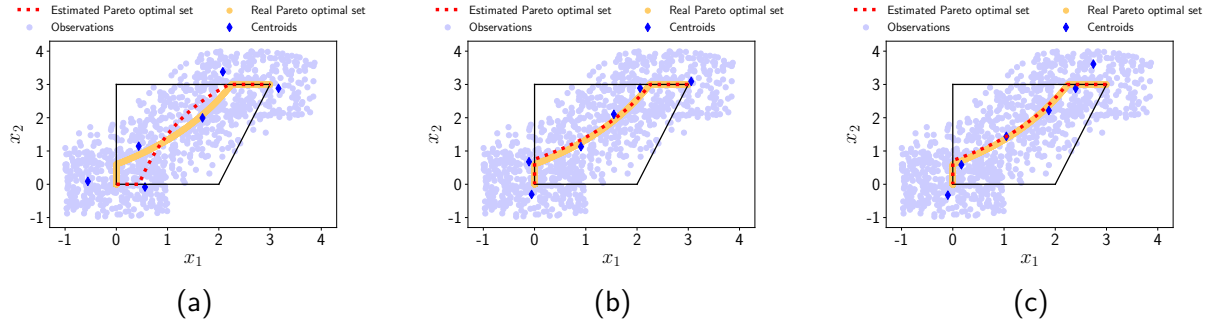 Estimated Pareto optimal set Real Pareto optimal set
Observations Centroids
4
3
2
1
0
-1
x2
-1 0 1 2 3 4
x1
(a)
Estimated Pareto optimal set Real Pareto optimal set
Observations Centroids
4
3
2
1
0
-1
x2
-1 0 1 2 3 4
x1
(b)
Estimated Pareto optimal set Real Pareto optimal set
Observations Centroids
4
3
2
1
0
-1
x2
-1 0 1 2 3 4
x1
(c)